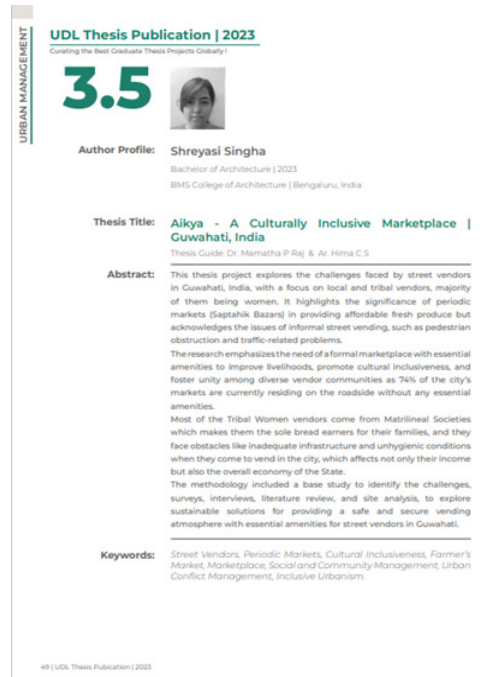 URBAN MANAGEMENT
UDL Thesis Publication | 2023
Curating the Best Graduate Thesis Projects Globally!
3.5
Author Profile:
Shreyasi Singha
Bachelor of Architecture | 2023
BMS College of Architecture | Bengaluru, India
Thesis Title:
Aikya - A Culturally Inclusive Marketplace |
Guwahati, India
Thesis Guide: Dr. Mamatha P Raj & Ar. Hima C S
Abstract:
This thesis project explores the challenges faced by street vendors
in Guwahati, India, with a focus on local and tribal vendors, majority
of them being women. It highlights the significance of periodic
markets (Saptahik Bazars) in providing affordable fresh produce but
acknowledges the issues of informal street vending, such as pedestrian
obstruction and traffic-related problems.
The research emphasizes the need of a formal marketplace with essential
amenities to improve livelihoods, promote cultural inclusiveness, and
foster unity among diverse vendor communities as 74% of the city's
markets are currently residing on the roadside without any essential
amenities.
Most of the Tribal Women vendors come from Matrilineal Societies
which makes them the sole bread earners for their families, and they
face obstacles like inadequate infrastructure and unhygienic conditions
when they come to vend in the city, which affects not only their income
but also the overall economy of the State.
The methodology included a base study to identify the challenges,
surveys, interviews, literature review, and site analysis, to explore
sustainable solutions for providing a safe and secure vending
atmosphere with essential amenities for street vendors in Guwahati.
Keywords:
Street Vendors, Periodic Markets, Cultural Inclusiveness, Farmer's
Market, Marketplace, Social and Community Management, Urban
Conflict Management, Inclusive Urbanism.
49 | UDL Thesis Publication | 2023